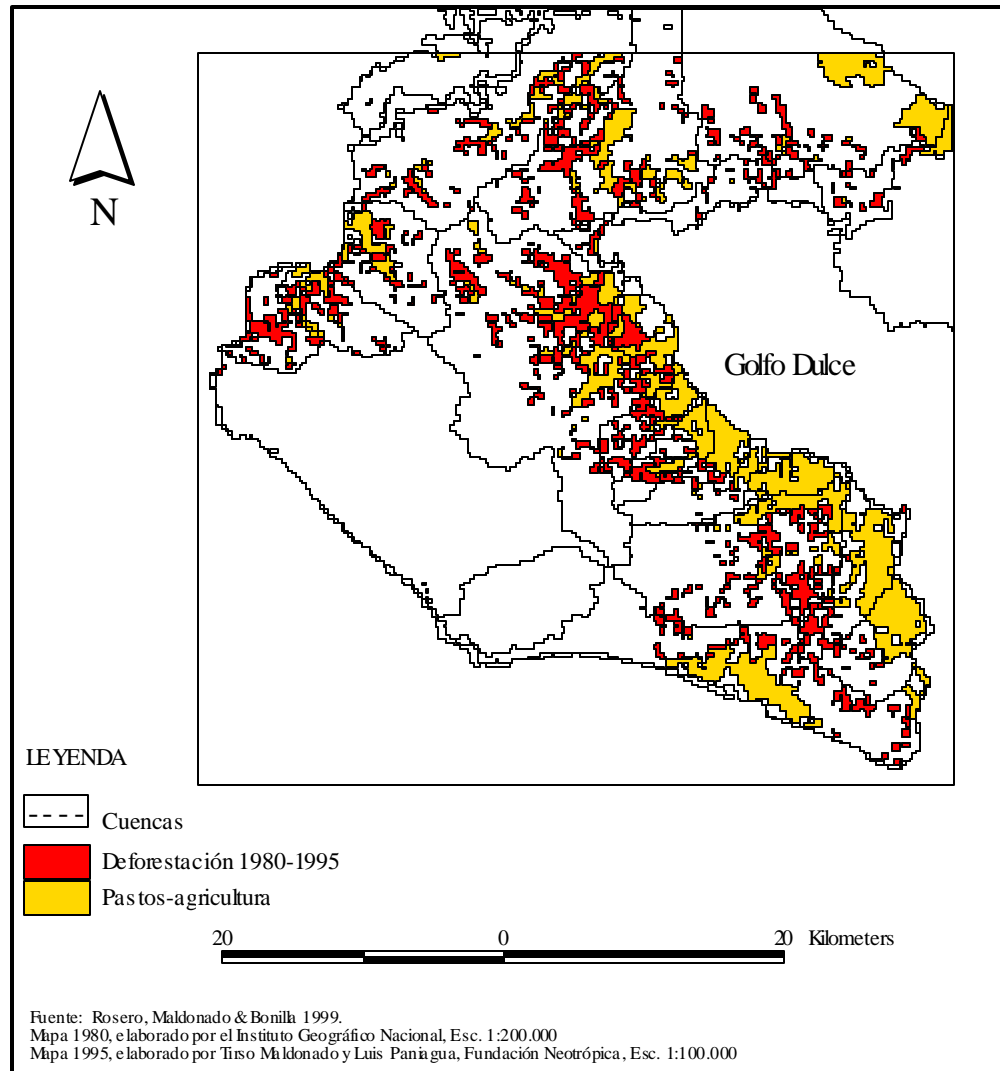 N
Golfo Dulce
LEYENDA
Cuencas
Deforestación 1980-1995
Pastos-agricultura
20 0 20 Kilometers
Fuente: Rosero, Maldonado & Bonilla 1999.
Mapa 1980, elaborado por el Instituto Geográfico Nacional, Esc. 1:200.000
Mapa 1995, elaborado por Tirso Maldonado y Luis Paniagua, Fundación Neotrópica, Esc. 1:100.000